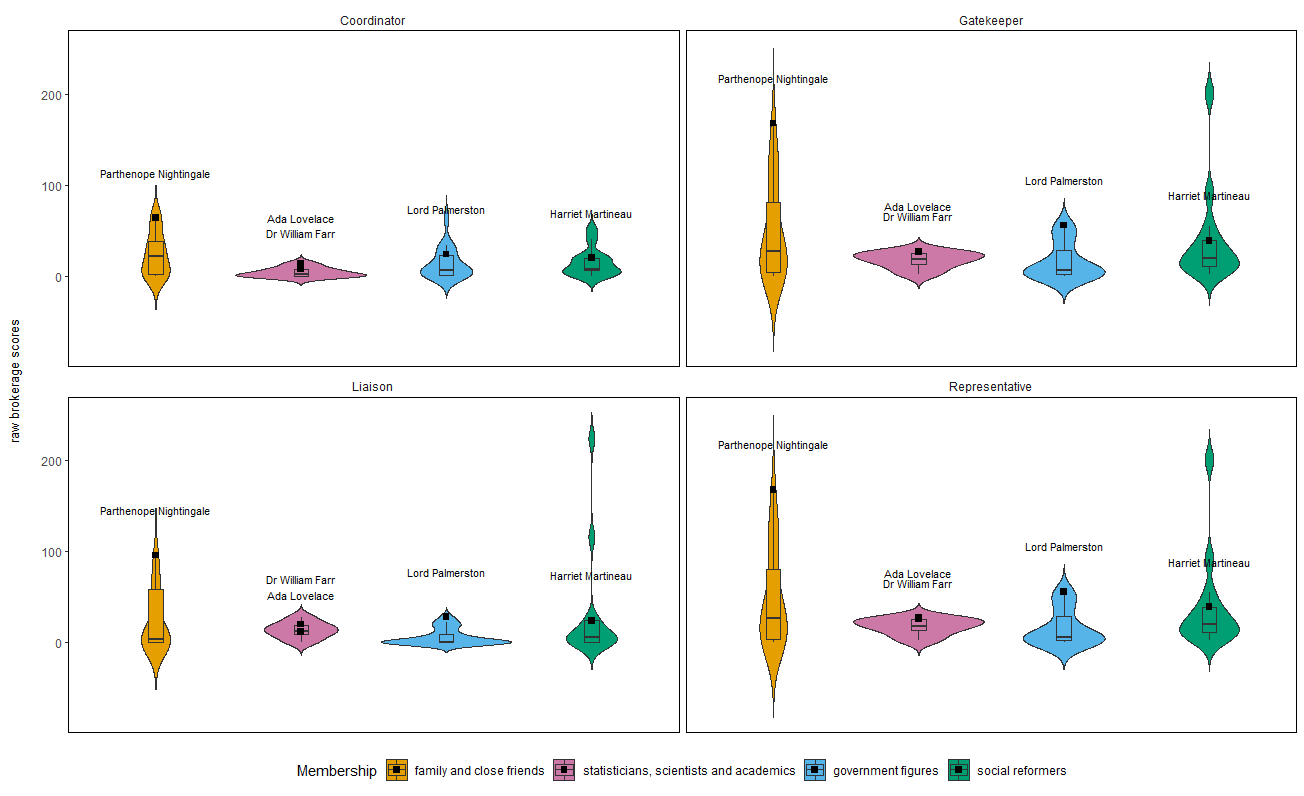 Coordinator
Gatekeeper
200
100
0
Parthenope Nightingale
Ada Lovelace
Dr William Farr
Lord Palmerston
Harriet Martineau
Parthenope Nightingale
Ada Lovelace
Dr William Farr
Lord Palmerston
Harriet Martineau
raw brokerage scores
Liaison
Representative
200
100
0
Parthenope Nightingale
Dr William Farr
Ada Lovelace
Lord Palmerston
Harriet Martineau
Parthenope Nightingale
Ada Lovelace
Dr William Farr
Lord Palmerston
Harriet Martineau
Membership family and close friends statisticians, scientists and academics government figures social reformers